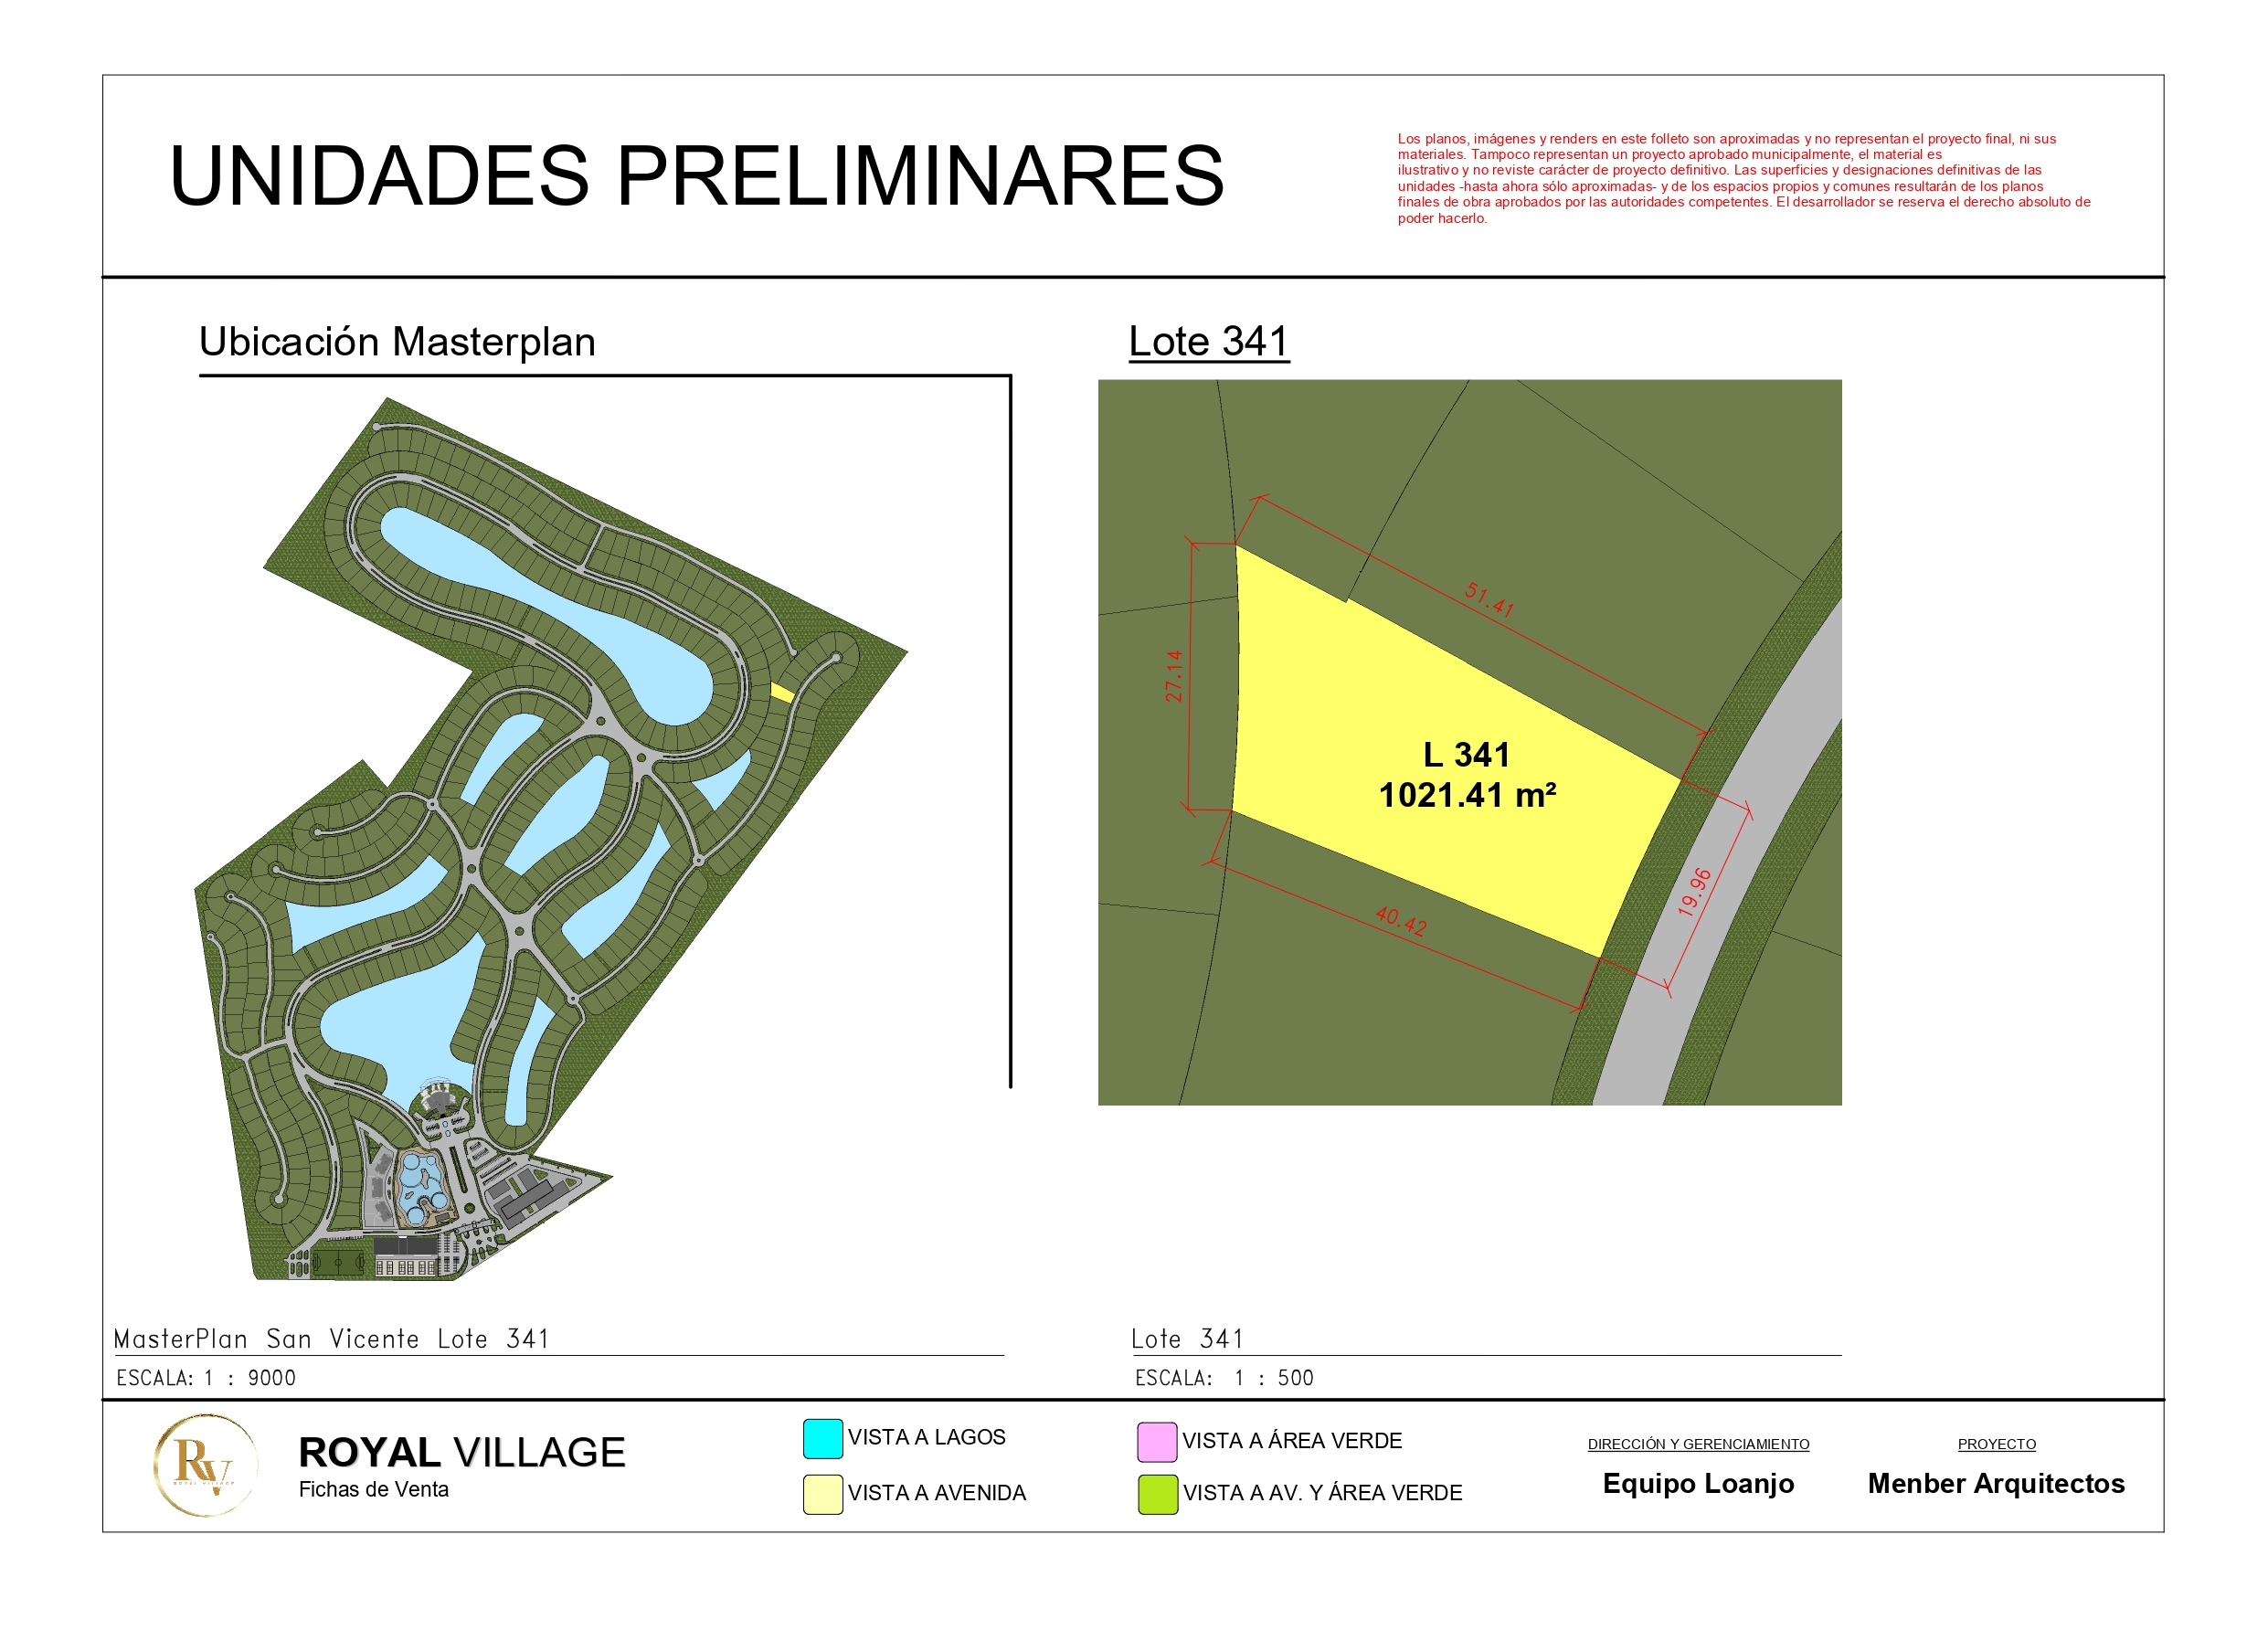 UNIDADES PRELIMINARES
Los planos, imágenes y renders en este folleto son aproximadas y no representan el proyecto final, ni sus
materiales. Tampoco representan un proyecto aprobado municipalmente, el material es
ilustrativo y no reviste carácter de proyecto definitivo. Las superficies y designaciones definitivas de las
unidades -hasta ahora sólo aproximadas- y de los espacios propios y comunes resultarán de los planos
finales de obra aprobados por las autoridades competentes. El desarrollador se reserva el derecho absoluto de
poder hacerlo.
Ubicación Masterplan
Lote 341
51.41
27.14
L 341
1021.41 m²
19.96
40.42
MasterPlan San Vicente Lote 341
ESCALA: 1 : 9000
Lote 341
ESCALA: 1 : 500
RV
ROYAL VILLAGE
ROYAL VILLAGE
Fichas de Venta
VISTA A LAGOS
VISTA A AVENIDA
VISTA A ÁREA VERDE
VISTA A AV. Y ÁREA VERDE
DIRECCIÓN Y GERENCIAMIENTO
Equipo Loanjo
PROYECTO
Menber Arquitectos